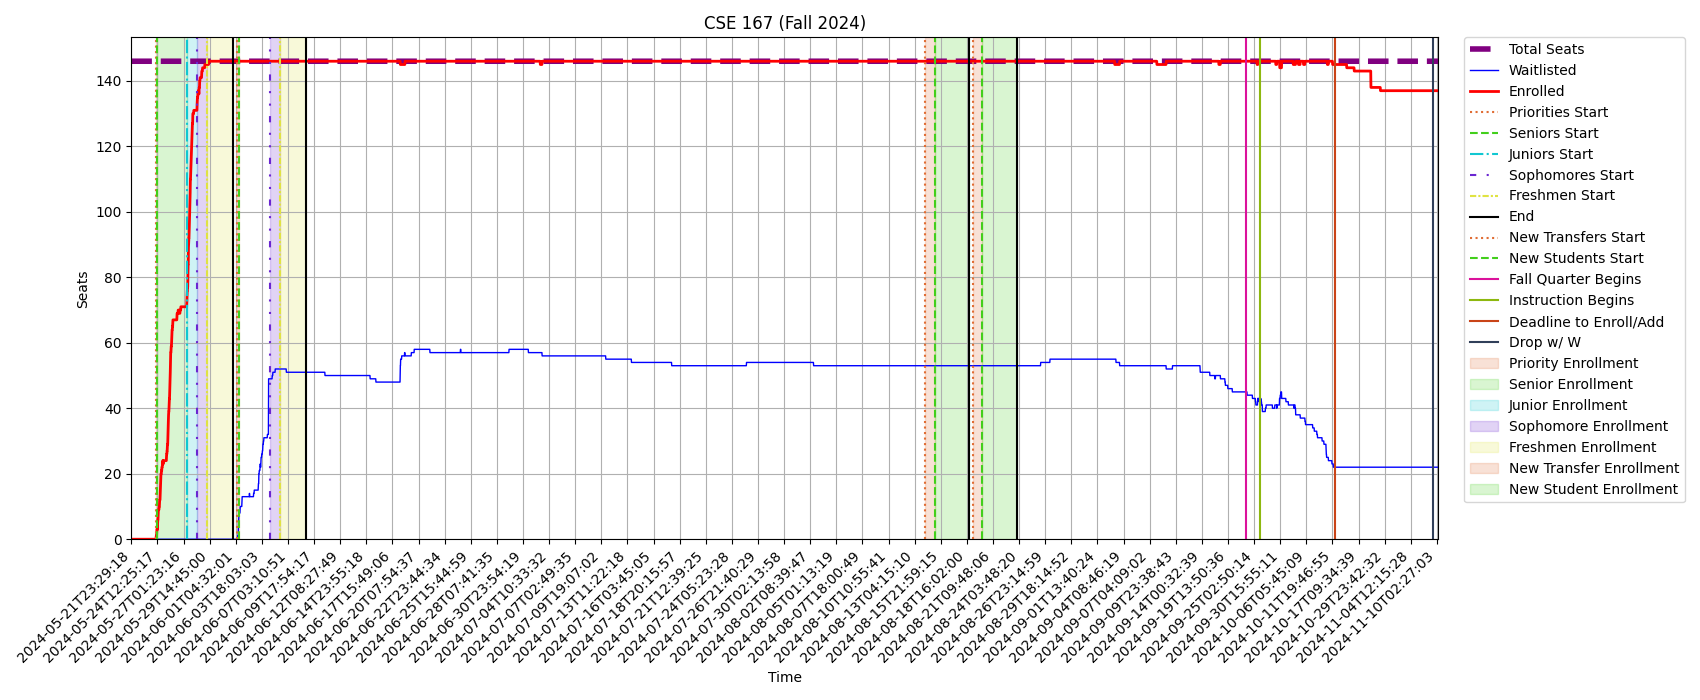 CSE 167 (Fall 2024)
Seats
140
120
100
80
60
40
20
0
2024-05-21T23:29:18
2024-05-24T12:25:17
2024-05-27T01:23:16
2024-05-29T14:45:00
2024-06-01T04:32:01
2024-06-03T18:03:03
2024-06-07T03:10:51
2024-06-09T17:54:17
2024-06-12T08:27:49
2024-06-14T23:55:18
2024-06-17T15:49:06
2024-06-20T07:54:37
2024-06-22T23:44:34
2024-06-25T15:44:59
2024-06-28T07:41:35
2024-06-30T23:54:19
2024-07-04T10:33:32
2024-07-07T02:49:35
2024-07-09T19:07:02
2024-07-13T11:22:18
2024-07-16T03:45:05
2024-07-18T20:15:57
2024-07-21T12:39:25
2024-07-24T05:23:28
2024-07-26T21:40:29
2024-07-30T02:13:58
2024-08-02T18:39:47
2024-08-05T11:13:19
2024-08-08T00:49
2024-08-10T10:55:41
2024-08-13T04:15:10
2024-08-15T21:59:15
2024-08-18T16:02:00
2024-08-21T09:48:06
2024-08-24T03:48:20
2024-08-26T23:14:59
2024-08-29T18:14:52
2024-09-01T13:40:24
2024-09-04T08:46:19
2024-09-07T04:09:02
2024-09-09T23:38:43
2024-09-14T00:32:39
2024-09-19T13:50:36
2024-09-25T02:50:14
2024-09-30T15:55:11
2024-10-06T05:45:09
2024-10-11T19:46:55
2024-10-17T09:34:39
2024-10-29T23:42:32
2024-11-04T12:15:28
2024-11-10T02:27:03
Time
Total Seats
Waitlisted
Enrolled
Priorities Start
Seniors Start
Juniors Start
Sophomores Start
Freshmen Start
End
New Transfers Start
New Students Start
Fall Quarter Begins
Instruction Begins
Deadline to Enroll/Add
Drop w/ W
Priority Enrollment
Senior Enrollment
Junior Enrollment
Sophomore Enrollment
Freshmen Enrollment
New Transfer Enrollment
New Student Enrollment